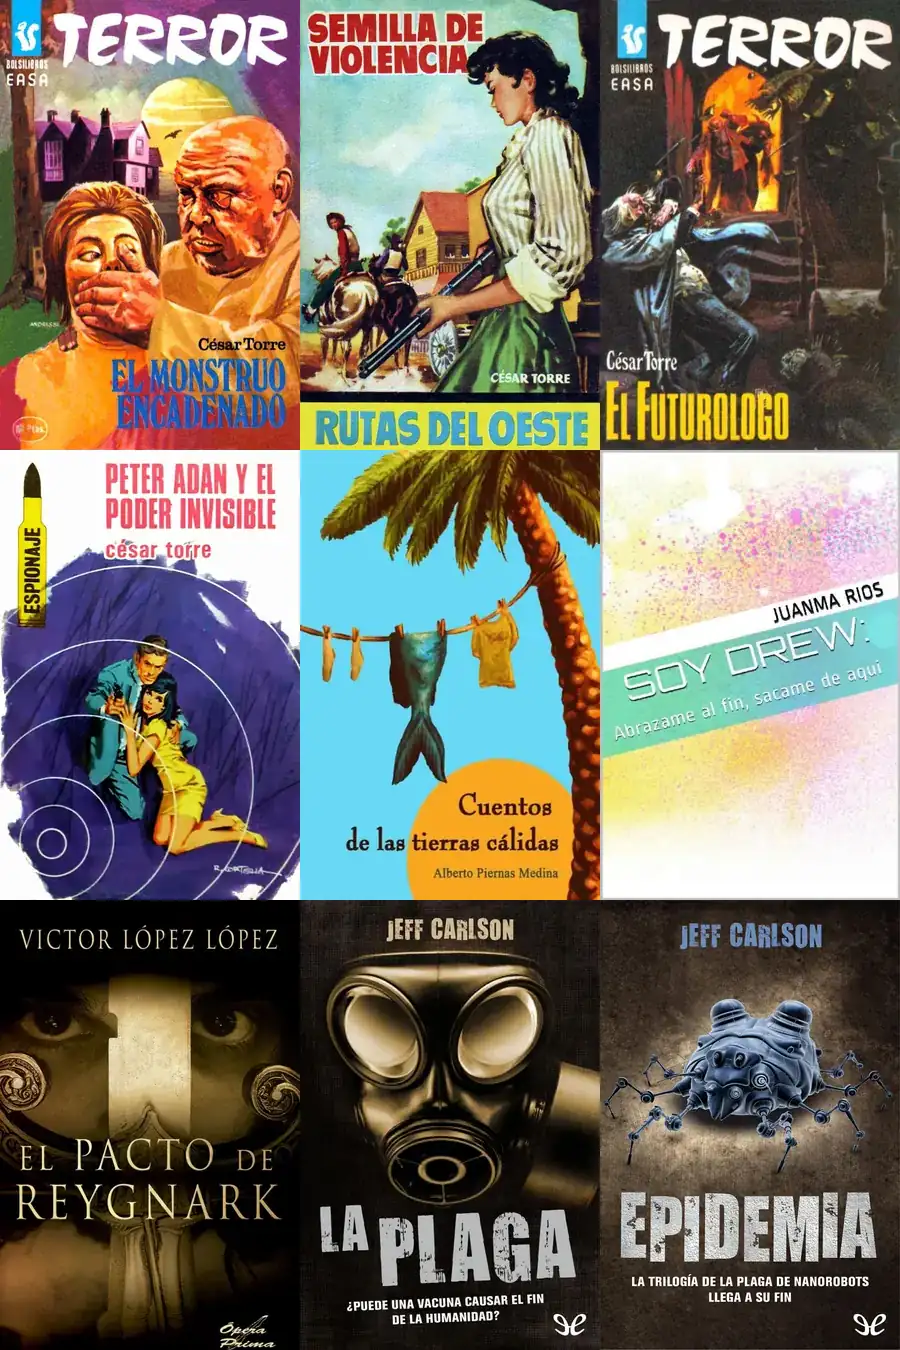 TERROR
BOLSILIBROS
EASA
César Torre
EL MONSTRUO
ENCADENADO
SEMILLA DE
VIOLENCIA
CÉSAR TORRE
RUTAS DEL OESTE
TERROR
BOLSILIBROS
EASA
César Torre
EL FUTUROLOGO
ESPIONAJE
PETER ADAN Y EL
PODER INVISIBLE
césar torre
Cuentos
de las tierras cálidas
Alberto Piernas Medina
JUANMA RIOS
SOY DREW:
Abrazame al fin, sacame de aqui
VICTOR LÓPEZ LÓPEZ
EL PACTO DE
REYGNARK
Ópera
Prima
JEFF CARLSON
LA PLAGA
¿PUEDE UNA VACUNA CAUSAR EL FIN
DE LA HUMANIDAD?
JEFF CARLSON
EPIDEMIA
LA TRILOGÍA DE LA PLAGA DE NANOROBOTS
LLEGA A SU FIN